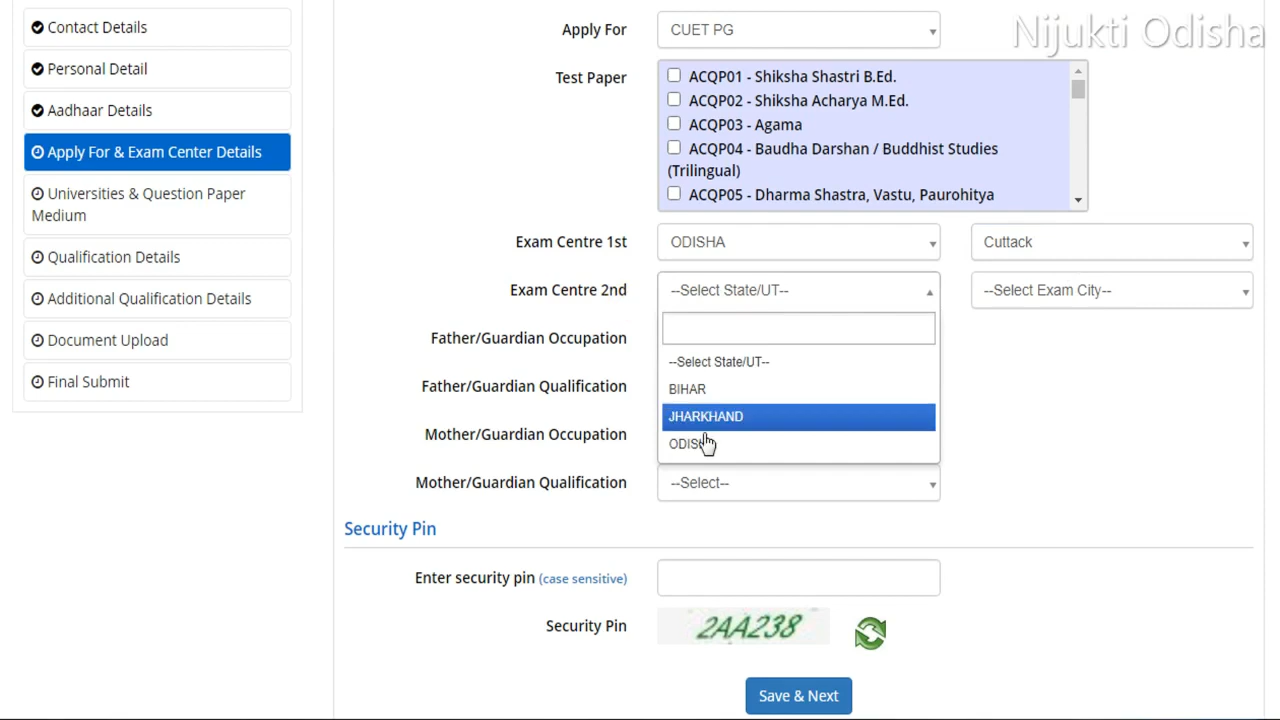 Nijukti Odisha
Contact Details
Personal Detail
Aadhaar Details
Apply For & Exam Center Details
Universities & Question Paper
Medium
Qualification Details
Additional Qualification Details
Document Upload
Final Submit
Apply For
CUET PG
Test Paper
ACQP01 - Shiksha Shastri B.Ed.
ACQP02 - Shiksha Acharya M.Ed.
ACQP03 - Agama
ACQP04 - Baudha Darshan / Buddhist Studies
(Trilingual)
ACQP05 - Dharma Shastra, Vastu, Paurohitya
Exam Centre 1st
ODISHA
Cuttack
Exam Centre 2nd
--Select State/UT--
--Select Exam City--
--Select State/UT--
BIHAR
JHARKHAND
Father/Guardian Occupation
Father/Guardian Qualification
Mother/Guardian Occupation
Mother/Guardian Qualification
--Select--
Security Pin
Enter security pin (case sensitive)
Security Pin
2AA238
Save & Next